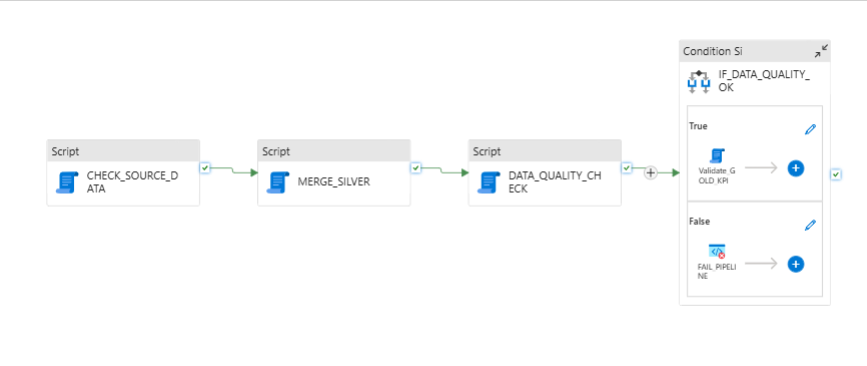 Condition Si
IF_DATA_QUALITY_
OK
True
Validate_G
OLD_KPI
False
FAIL_PIPELI
NE
Script
CHECK_SOURCE_D
ATA
Script
MERGE_SILVER
Script
DATA_QUALITY_CH
ECK